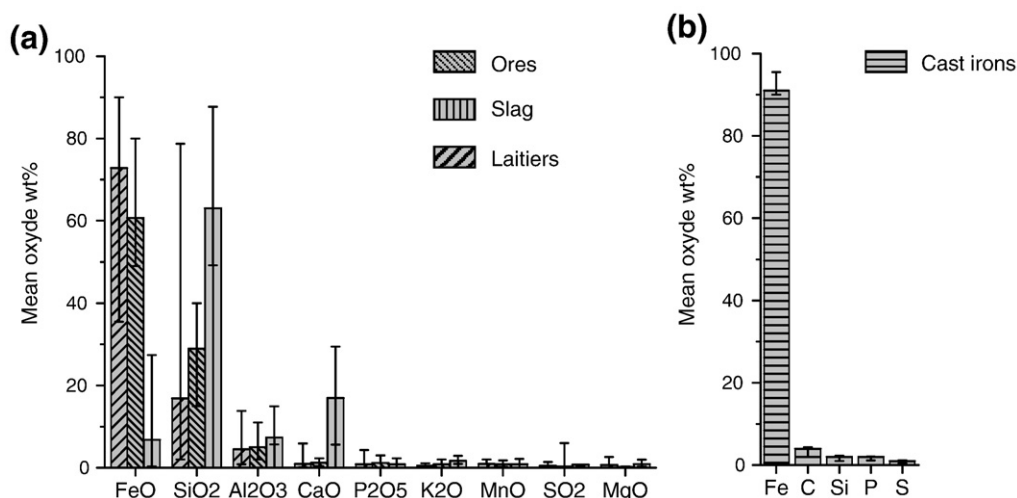 (a)
100
80
60
40
20
0
Mean oxyde wt%
Ores
Slag
Laitiers
FeO SiO2 Al2O3 CaO P2O5 K2O MnO SO2 MgO
(b)
100
80
60
40
20
0
Mean oxyde wt%
Cast irons
Fe C Si P S